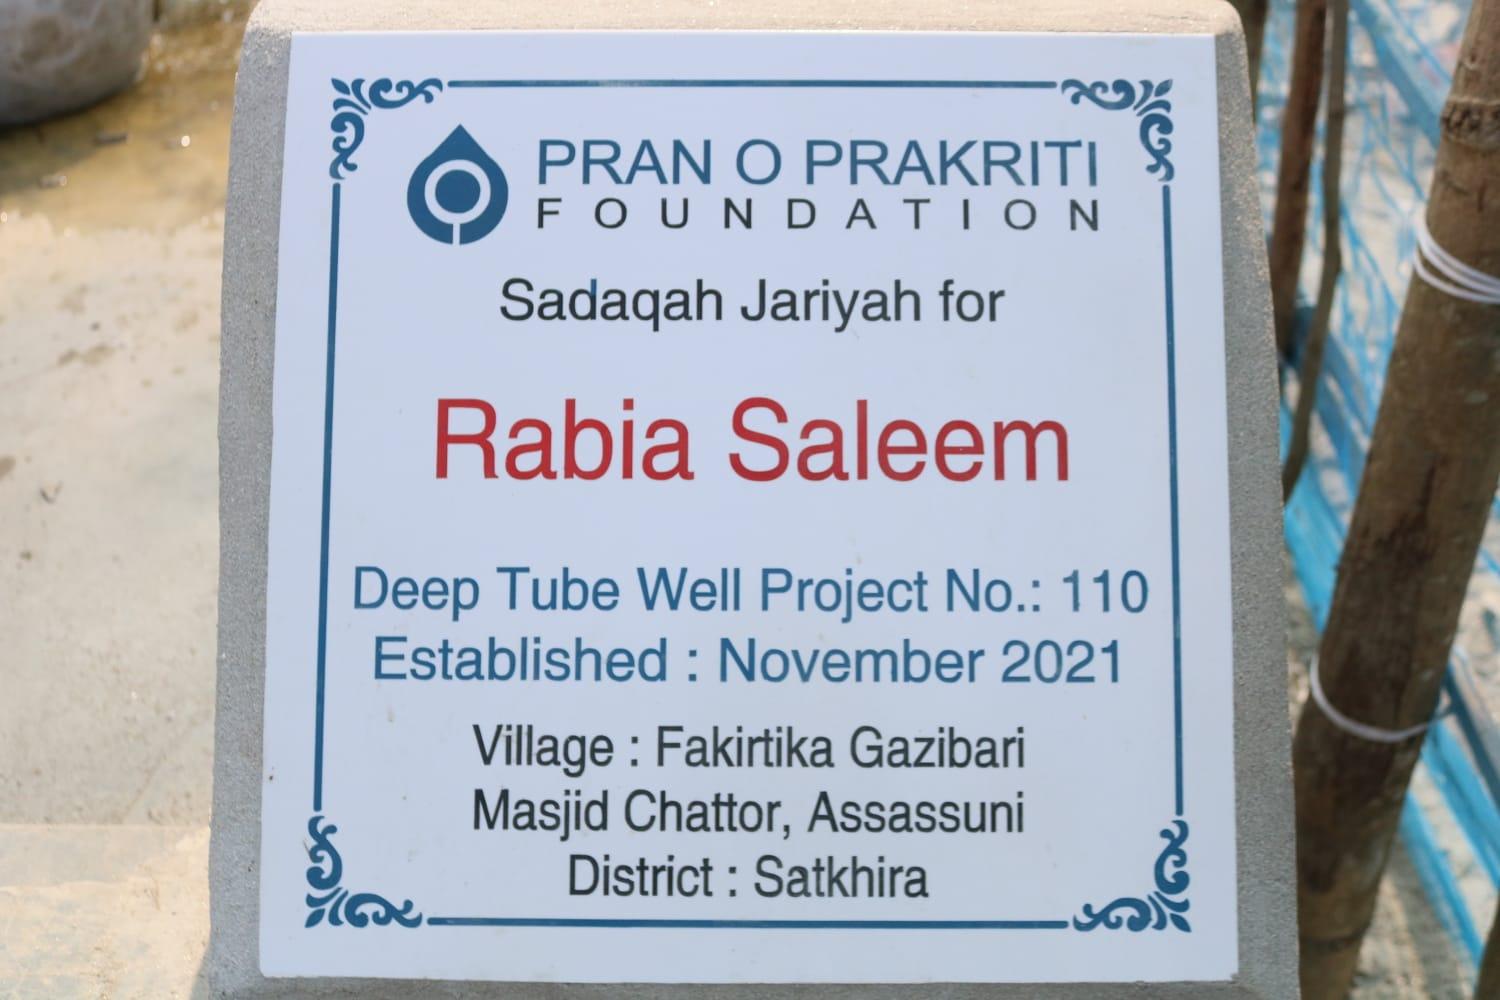 PRAN O PRAKRITI
FOUNDATION
Sadaqah Jariyah for
Rabia Saleem
Deep Tube Well Project No.: 110
Established : November 2021
Village : Fakirtika Gazibari
Masjid Chattor, Assassuni
District : Satkhira